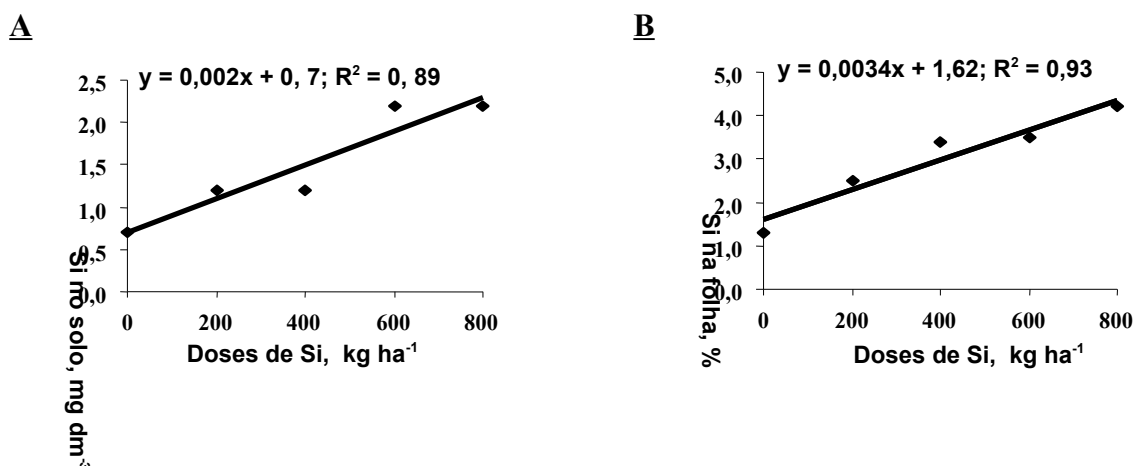 A
y = 0,002x + 0, 7; R² = 0, 89
2,5
2,0
1,5
1,0
0,5
0,0
0 200 400 600 800
Doses de Si, kg ha⁻¹
Si no solo, mg dm⁻³
B
y = 0,0034x + 1,62; R² = 0,93
5,0
4,0
3,0
2,0
1,0
0,0
0 200 400 600 800
Doses de Si, kg ha⁻¹
Si na folha, %